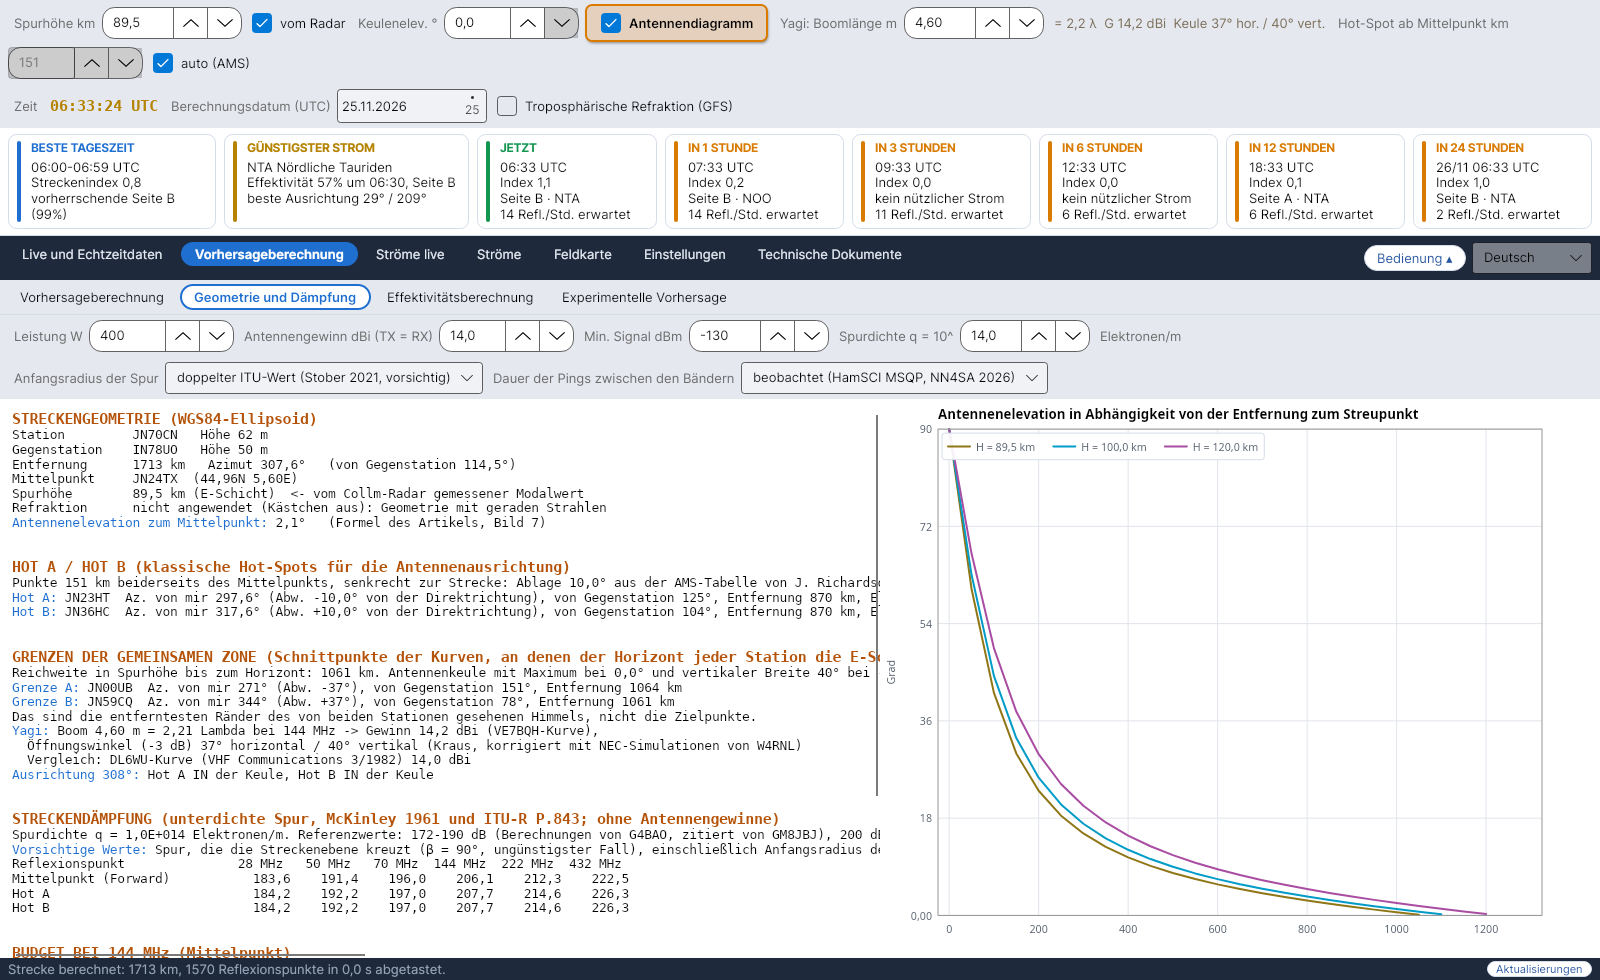 Spurhöhe km 89,5 vom Radar Keulenelev. ° 0,0 Antennendiagramm Yagi: Boomlänge m 4,60 = 2,2 λ G 14,2 dBi Keule 37° hor. / 40° vert. Hot-Spot ab Mittelpunkt km
151 auto (AMS)
Zeit 06:33:24 UTC Berechnungsdatum (UTC) 25.11.2026 25 Troposphärische Refraktion (GFS)
BESTE TAGESZEIT
06:00-06:59 UTC
Streckenindex 0,8
vorherrschende Seite B
(99%)
GÜNSTIGSTER STROM
NTA Nördliche Tauriden
Effektivität 57% um 06:30, Seite B
beste Ausrichtung 29° / 209°
JETZT
06:33 UTC
Index 1,1
Seite B · NTA
14 Refl./Std. erwartet
IN 1 STUNDE
07:33 UTC
Index 0,2
Seite B · NOO
14 Refl./Std. erwartet
IN 3 STUNDEN
09:33 UTC
Index 0,0
kein nützlicher Strom
11 Refl./Std. erwartet
IN 6 STUNDEN
12:33 UTC
Index 0,0
kein nützlicher Strom
6 Refl./Std. erwartet
IN 12 STUNDEN
18:33 UTC
Index 0,1
Seite A · NTA
6 Refl./Std. erwartet
IN 24 STUNDEN
26/11 06:33 UTC
Index 1,0
Seite B · NTA
2 Refl./Std. erwartet
Live und Echtzeitdaten Vorhersageberechnung Ströme live Ströme Feldkarte Einstellungen Technische Dokumente Bedienung ▴ Deutsch
Vorhersageberechnung Geometrie und Dämpfung Effektivitätsberechnung Experimentelle Vorhersage
Leistung W 400 Antennengewinn dBi (TX = RX) 14,0 Min. Signal dBm -130 Spurdichte q = 10^ 14,0 Elektronen/m
Anfangsradius der Spur doppelter ITU-Wert (Stober 2021, vorsichtig) Dauer der Pings zwischen den Bändern beobachtet (HamSCI MSQP, NN4SA 2026)
STRECKENGEOMETRIE (WGS84-Ellipsoid)
Station JN70CN Höhe 62 m
Gegenstation IN78UO Höhe 50 m
Entfernung 1713 km Azimut 307,6° (von Gegenstation 114,5°)
Mittelpunkt JN24TX (44,96N 5,60E)
Spurhöhe 89,5 km (E-Schicht) <- vom Collm-Radar gemessener Modalwert
Refraktion nicht angewendet (Kästchen aus): Geometrie mit geraden Strahlen
Antennenelevation zum Mittelpunkt: 2,1° (Formel des Artikels, Bild 7)
HOT A / HOT B (klassische Hot-Spots für die Antennenausrichtung)
Punkte 151 km beiderseits des Mittelpunkts, senkrecht zur Strecke: Ablage 10,0° aus der AMS-Tabelle von J. Richards
Hot A: JN23HT Az. von mir 297,6° (Abw. -10,0° von der Direktrichtung), von Gegenstation 125°, Entfernung 870 km, E
Hot B: JN36HC Az. von mir 317,6° (Abw. +10,0° von der Direktrichtung), von Gegenstation 104°, Entfernung 870 km, E
GRENZEN DER GEMEINSAMEN ZONE (Schnittpunkte der Kurven, an denen der Horizont jeder Station die E-S
Reichweite in Spurhöhe bis zum Horizont: 1061 km. Antennenkeule mit Maximum bei 0,0° und vertikaler Breite 40° bei
Grenze A: JN00UB Az. von mir 271° (Abw. -37°), von Gegenstation 151°, Entfernung 1064 km
Grenze B: JN59CQ Az. von mir 344° (Abw. +37°), von Gegenstation 78°, Entfernung 1061 km
Das sind die entferntesten Ränder des von beiden Stationen gesehenen Himmels, nicht die Zielpunkte.
Yagi: Boom 4,60 m = 2,21 Lambda bei 144 MHz -> Gewinn 14,2 dBi (VE7BQH-Kurve),
Öffnungswinkel (-3 dB) 37° horizontal / 40° vertikal (Kraus, korrigiert mit NEC-Simulationen von W4RNL)
Vergleich: DL6WU-Kurve (VHF Communications 3/1982) 14,0 dBi
Ausrichtung 308°: Hot A IN der Keule, Hot B IN der Keule
STRECKENDÄMPFUNG (unterdichte Spur, McKinley 1961 und ITU-R P.843; ohne Antennengewinne)
Spurdichte q = 1,0E+014 Elektronen/m. Referenzwerte: 172-190 dB (Berechnungen von G4BAO, zitiert von GM8JBJ), 200 d
Vorsichtige Werte: Spur, die die Streckenebene kreuzt (β = 90°, ungünstigster Fall), einschließlich Anfangsradius d
Reflexionspunkt 28 MHz 50 MHz 70 MHz 144 MHz 222 MHz 432 MHz
Mittelpunkt (Forward) 183,6 191,4 196,0 206,1 212,3 222,5
Hot A 184,2 192,2 197,0 207,7 214,6 226,3
Hot B 184,2 192,2 197,0 207,7 214,6 226,3
BUDGET BEI 144 MHz (Mittelpunkt)
Antennenelevation in Abhängigkeit von der Entfernung zum Streupunkt
H = 89,5 km H = 100,0 km H = 120,0 km
Grad
90
72
54
36
18
0,00
0 200 400 600 800 1000 1200
Strecke berechnet: 1713 km, 1570 Reflexionspunkte in 0,0 s abgetastet. Aktualisierungen